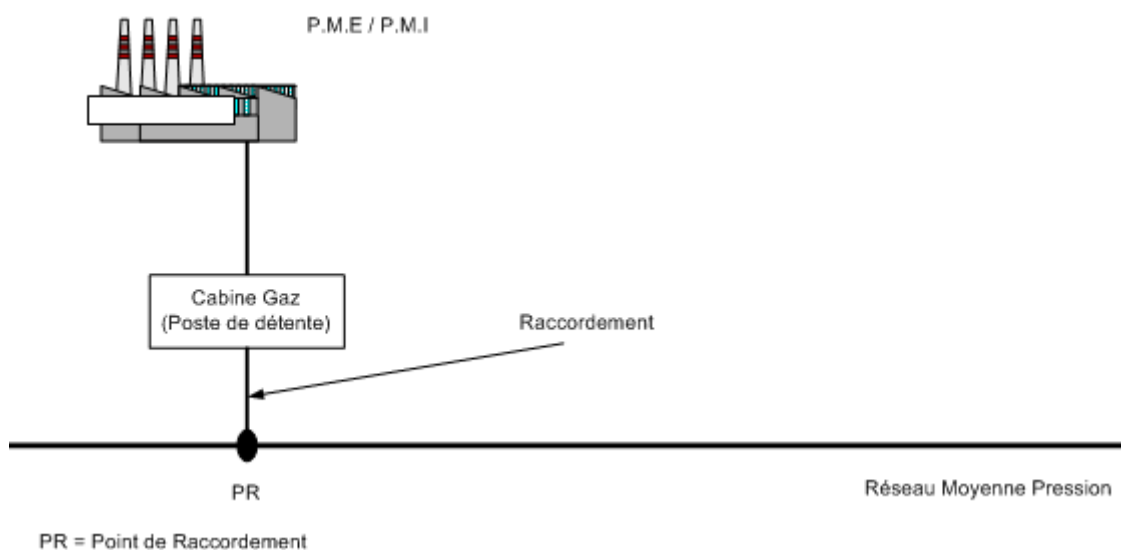 P.M.E / P.M.I
Cabine Gaz
(Poste de détente)
Raccordement
PR
Réseau Moyenne Pression
PR = Point de Raccordement